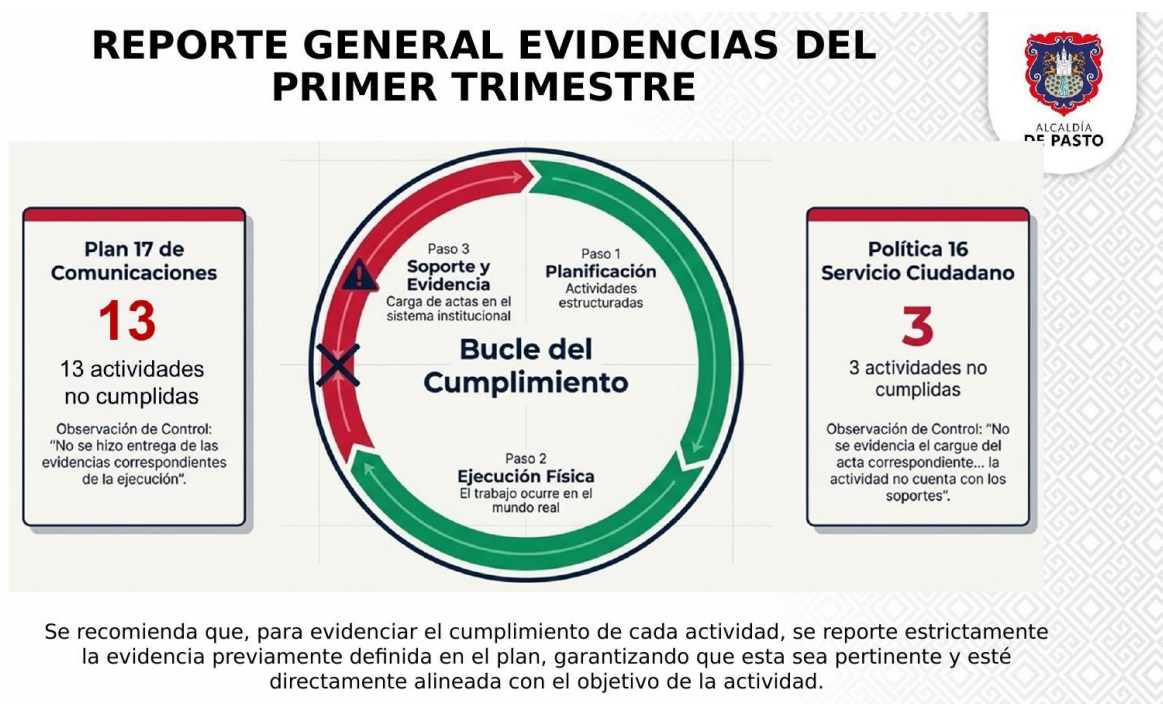 REPORTE GENERAL EVIDENCIAS DEL
PRIMER TRIMESTRE
ALCALDÍA
DE PASTO
Plan 17 de
Comunicaciones
13
13 actividades
no cumplidas
Observación de Control:
“No se hizo entrega de las
evidencias correspondientes
de la ejecución”.
Paso 3
Soporte y
Evidencia
Carga de actas en el
sistema institucional
Paso 1
Planificación
Actividades
estructuradas
Bucle del
Cumplimiento
Paso 2
Ejecución Física
El trabajo ocurre en el
mundo real
Política 16
Servicio Ciudadano
3
3 actividades no
cumplidas
Observación de Control: “No
se evidencia el cargue del
acta correspondiente... la
actividad no cuenta con los
soportes”.
Se recomienda que, para evidenciar el cumplimiento de cada actividad, se reporte estrictamente
la evidencia previamente definida en el plan, garantizando que esta sea pertinente y esté
directamente alineada con el objetivo de la actividad.